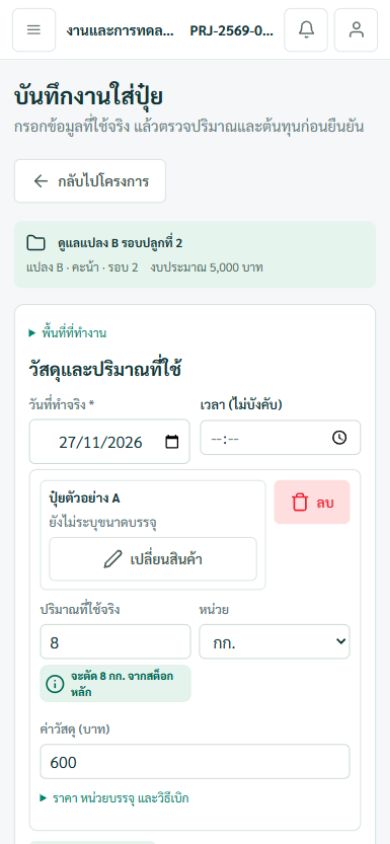 งานและการทดล... PRJ-2569-0...
บันทึกงานใส่ปุ๋ย
กรอกข้อมูลที่ใช้จริง แล้วตรวจปริมาณและต้นทุนก่อนยืนยัน
กลับไปโครงการ
ดูแลแปลง B รอบปลูกที่ 2
แปลง B · คะน้า · รอบ 2 งบประมาณ 5,000 บาท
พื้นที่ที่ทำงาน
วัสดุและปริมาณที่ใช้
วันที่ทำจริง * เวลา (ไม่บังคับ)
27/11/2026 --:--
ปุ๋ยตัวอย่าง A
ลบ
ยังไม่ระบุขนาดบรรจุ
เปลี่ยนสินค้า
ปริมาณที่ใช้จริง หน่วย
8 กก.
จะตัด 8 กก. จากสต็อก
หลัก
ค่าวัสดุ (บาท)
600
ราคา หน่วยบรรจุ และวิธีเบิก